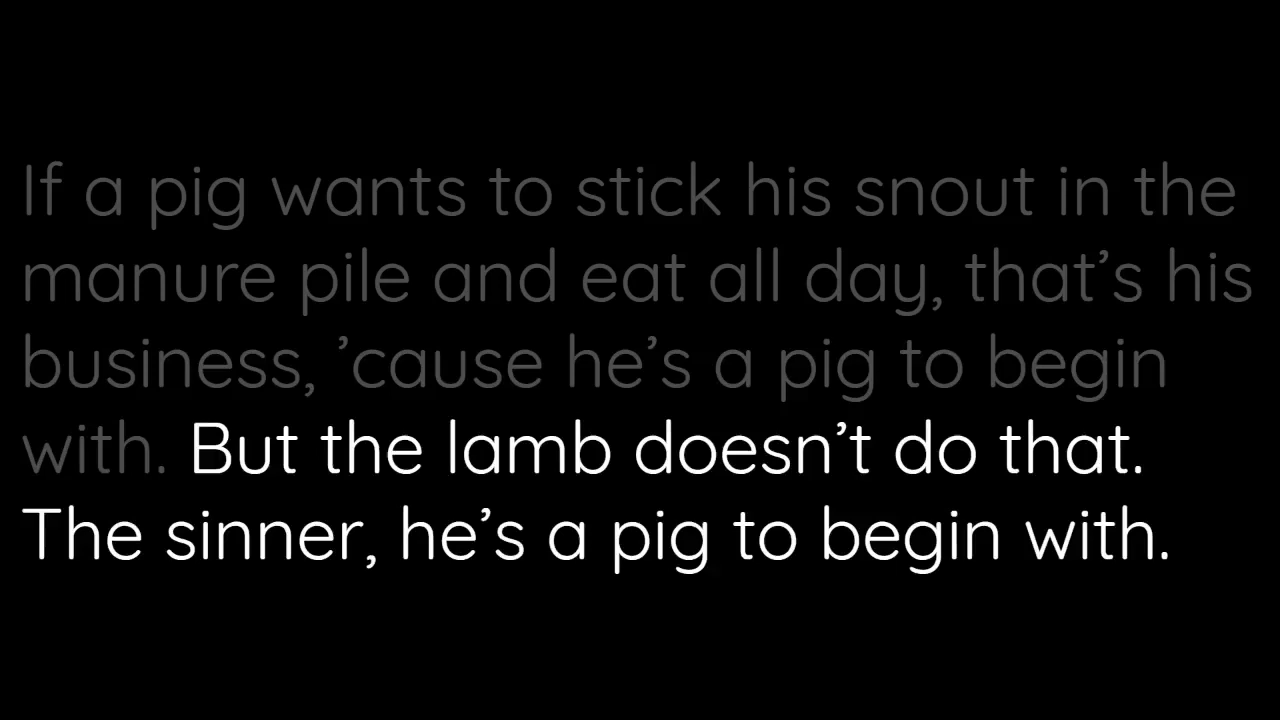 If a pig wants to stick his snout in the
manure pile and eat all day, that’s his
business, ’cause he’s a pig to begin
with. But the lamb doesn’t do that.
The sinner, he’s a pig to begin with.